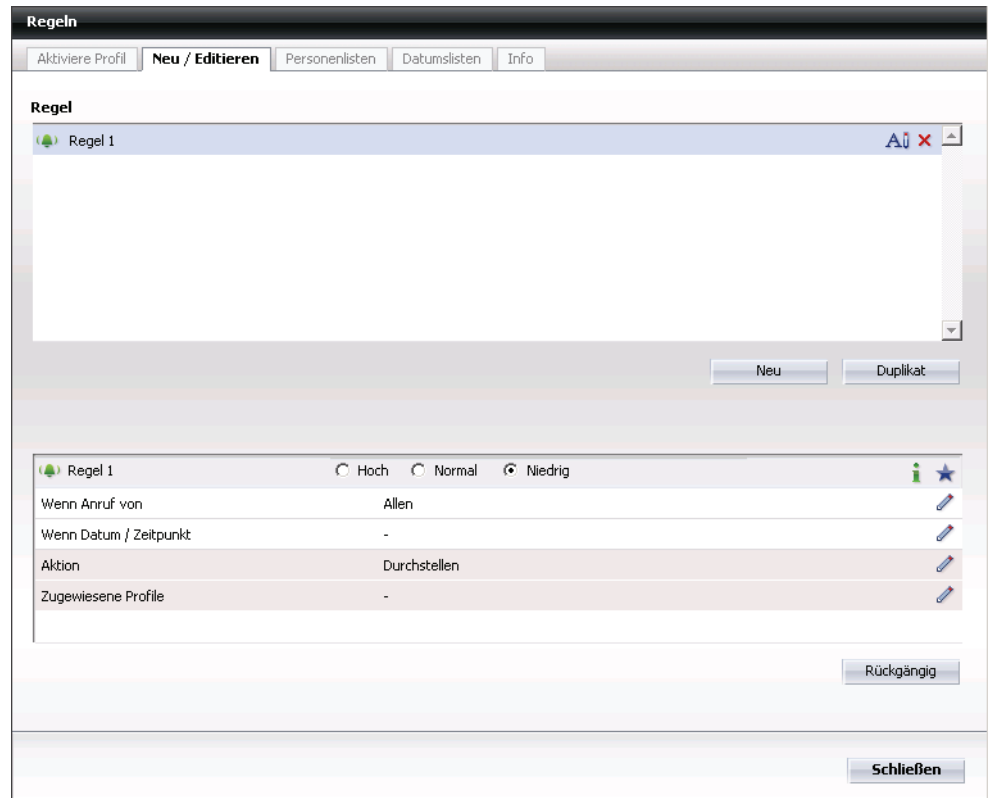 Regeln
Aktiviere Profil Neu / Editieren Personenlisten Datumslisten Info
Regel
Regel 1
Neu Duplikat
Regel 1 Hoch Normal Niedrig
Wenn Anruf von Allen
Wenn Datum / Zeitpunkt -
Aktion Durchstellen
Zugewiesene Profile -
Rückgängig
Schließen